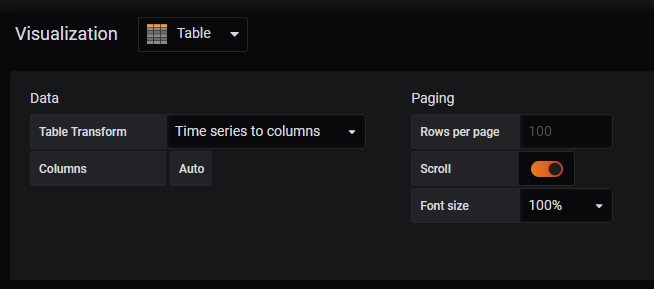 Visualization Table
Data
Table Transform Time series to columns
Columns Auto
Paging
Rows per page 100
Scroll
Font size 100%